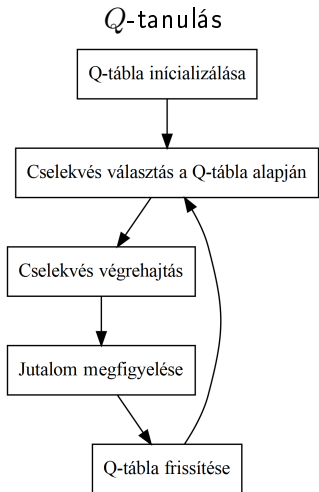 Q-tanulás
Q-tábla inícializálása
Cselekvés választás a Q-tábla alapján
Cselekvés végrehajtás
Jutalom megfigyelése
Q-tábla frissítése